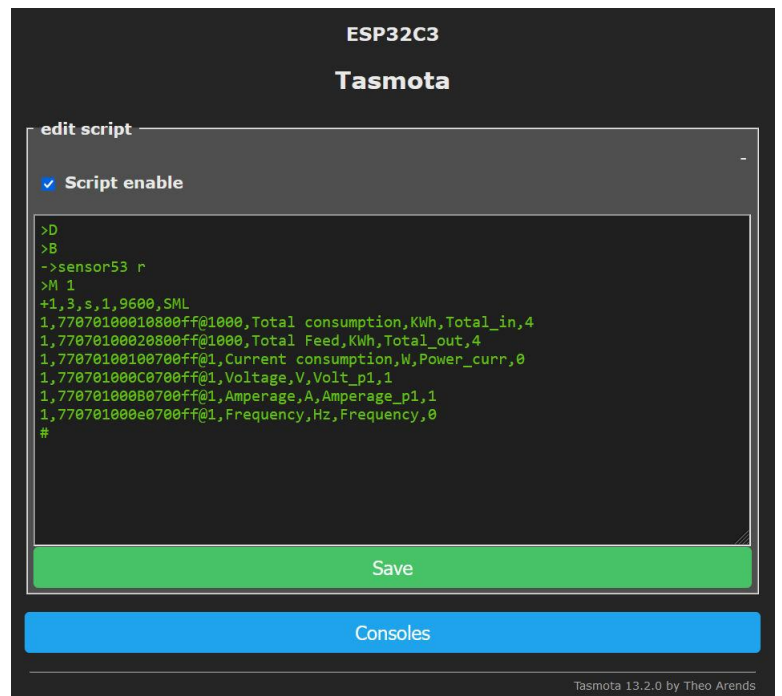 ESP32C3
Tasmota
edit script
-
Script enable
>D
>B
->sensor53 r
>M 1
+1,3,s,1,9600,SML
1,77070100010800ff@1000,Total consumption,KWh,Total_in,4
1,77070100020800ff@1000,Total Feed,KWh,Total_out,4
1,77070100100700ff@1,Current consumption,W,Power_curr,0
1,770701000C0700ff@1,Voltage,V,Volt_p1,1
1,770701000B0700ff@1,Amperage,A,Amperage_p1,1
1,770701000e0700ff@1,Frequency,Hz,Frequency,0
#
Save
Consoles
Tasmota 13.2.0 by Theo Arends